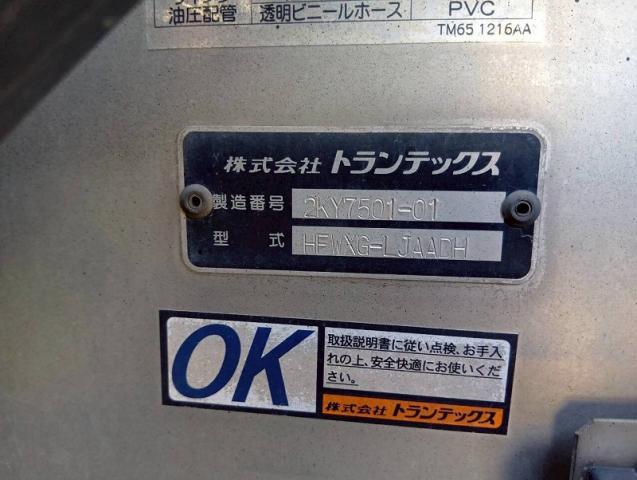 油圧配管 透明ビニールホース PVC
TM65 1216AA
株式会社 トランテックス
製造番号 2KY7501-01
型式 HFWXG-LJAADH
OK
取扱説明書に従い点検、お手入
れの上、安全快適にお使いくだ
さい。
株式会社 トランテックス